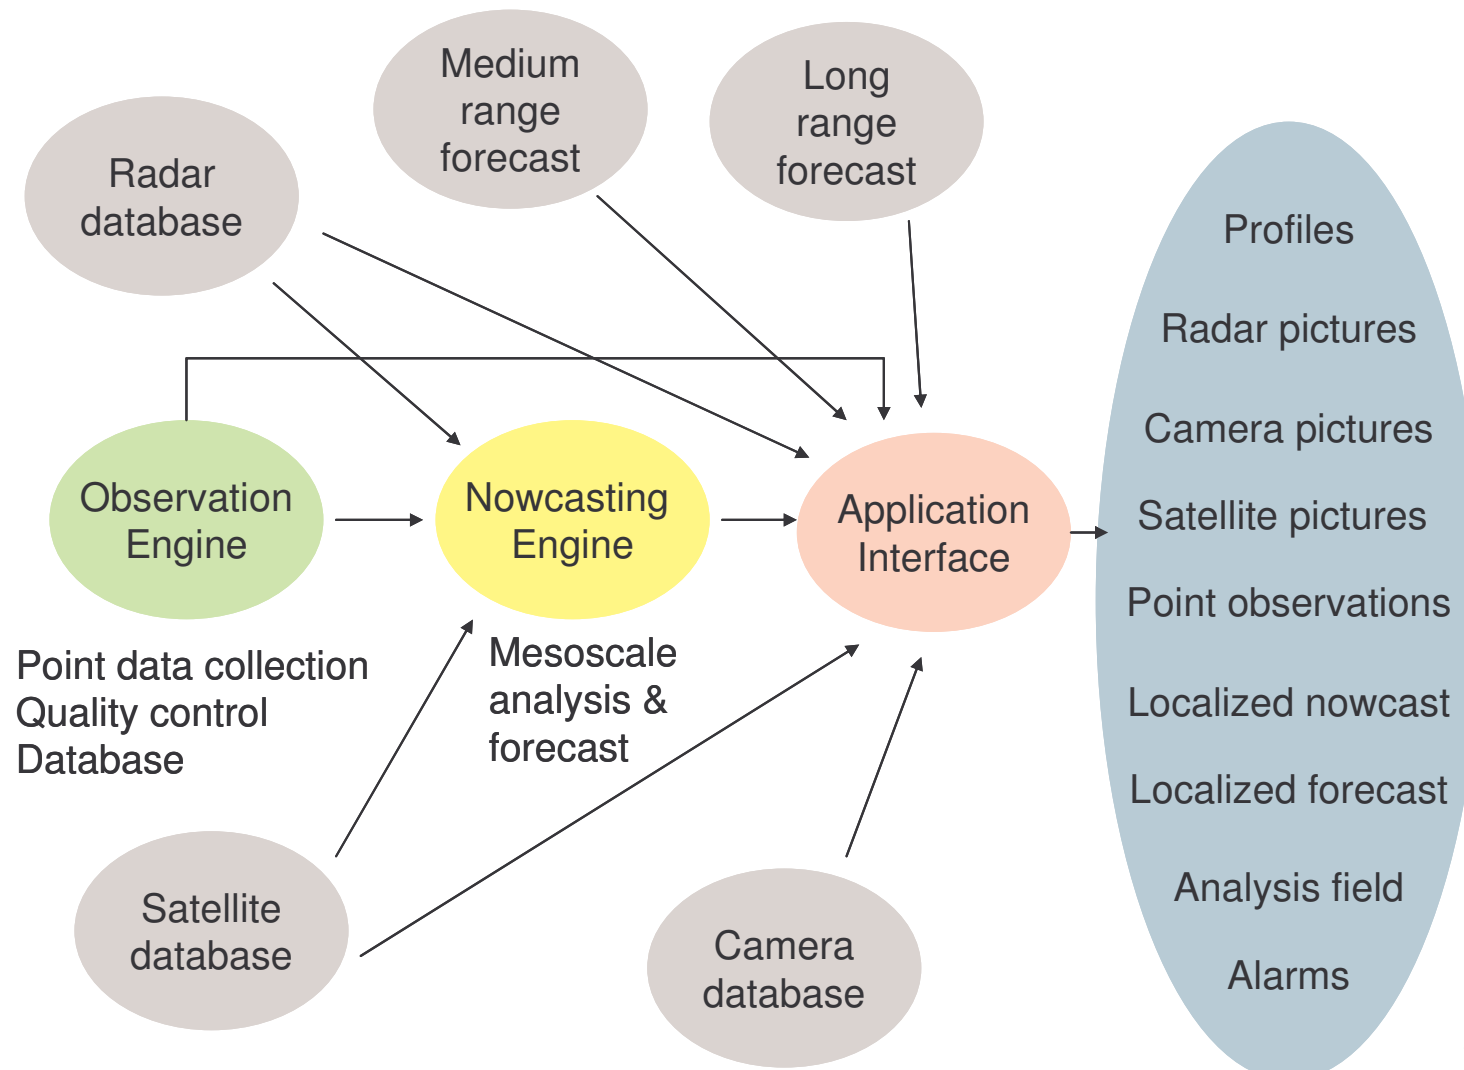 Medium
range
forecast
Long
range
forecast
Radar
database
Profiles
Radar pictures
Camera pictures
Satellite pictures
Point observations
Localized nowcast
Localized forecast
Analysis field
Alarms
Observation
Engine
Nowcasting
Engine
Application
Interface
Point data collection
Quality control
Database
Mesoscale
analysis &
forecast
Satellite
database
Camera
database